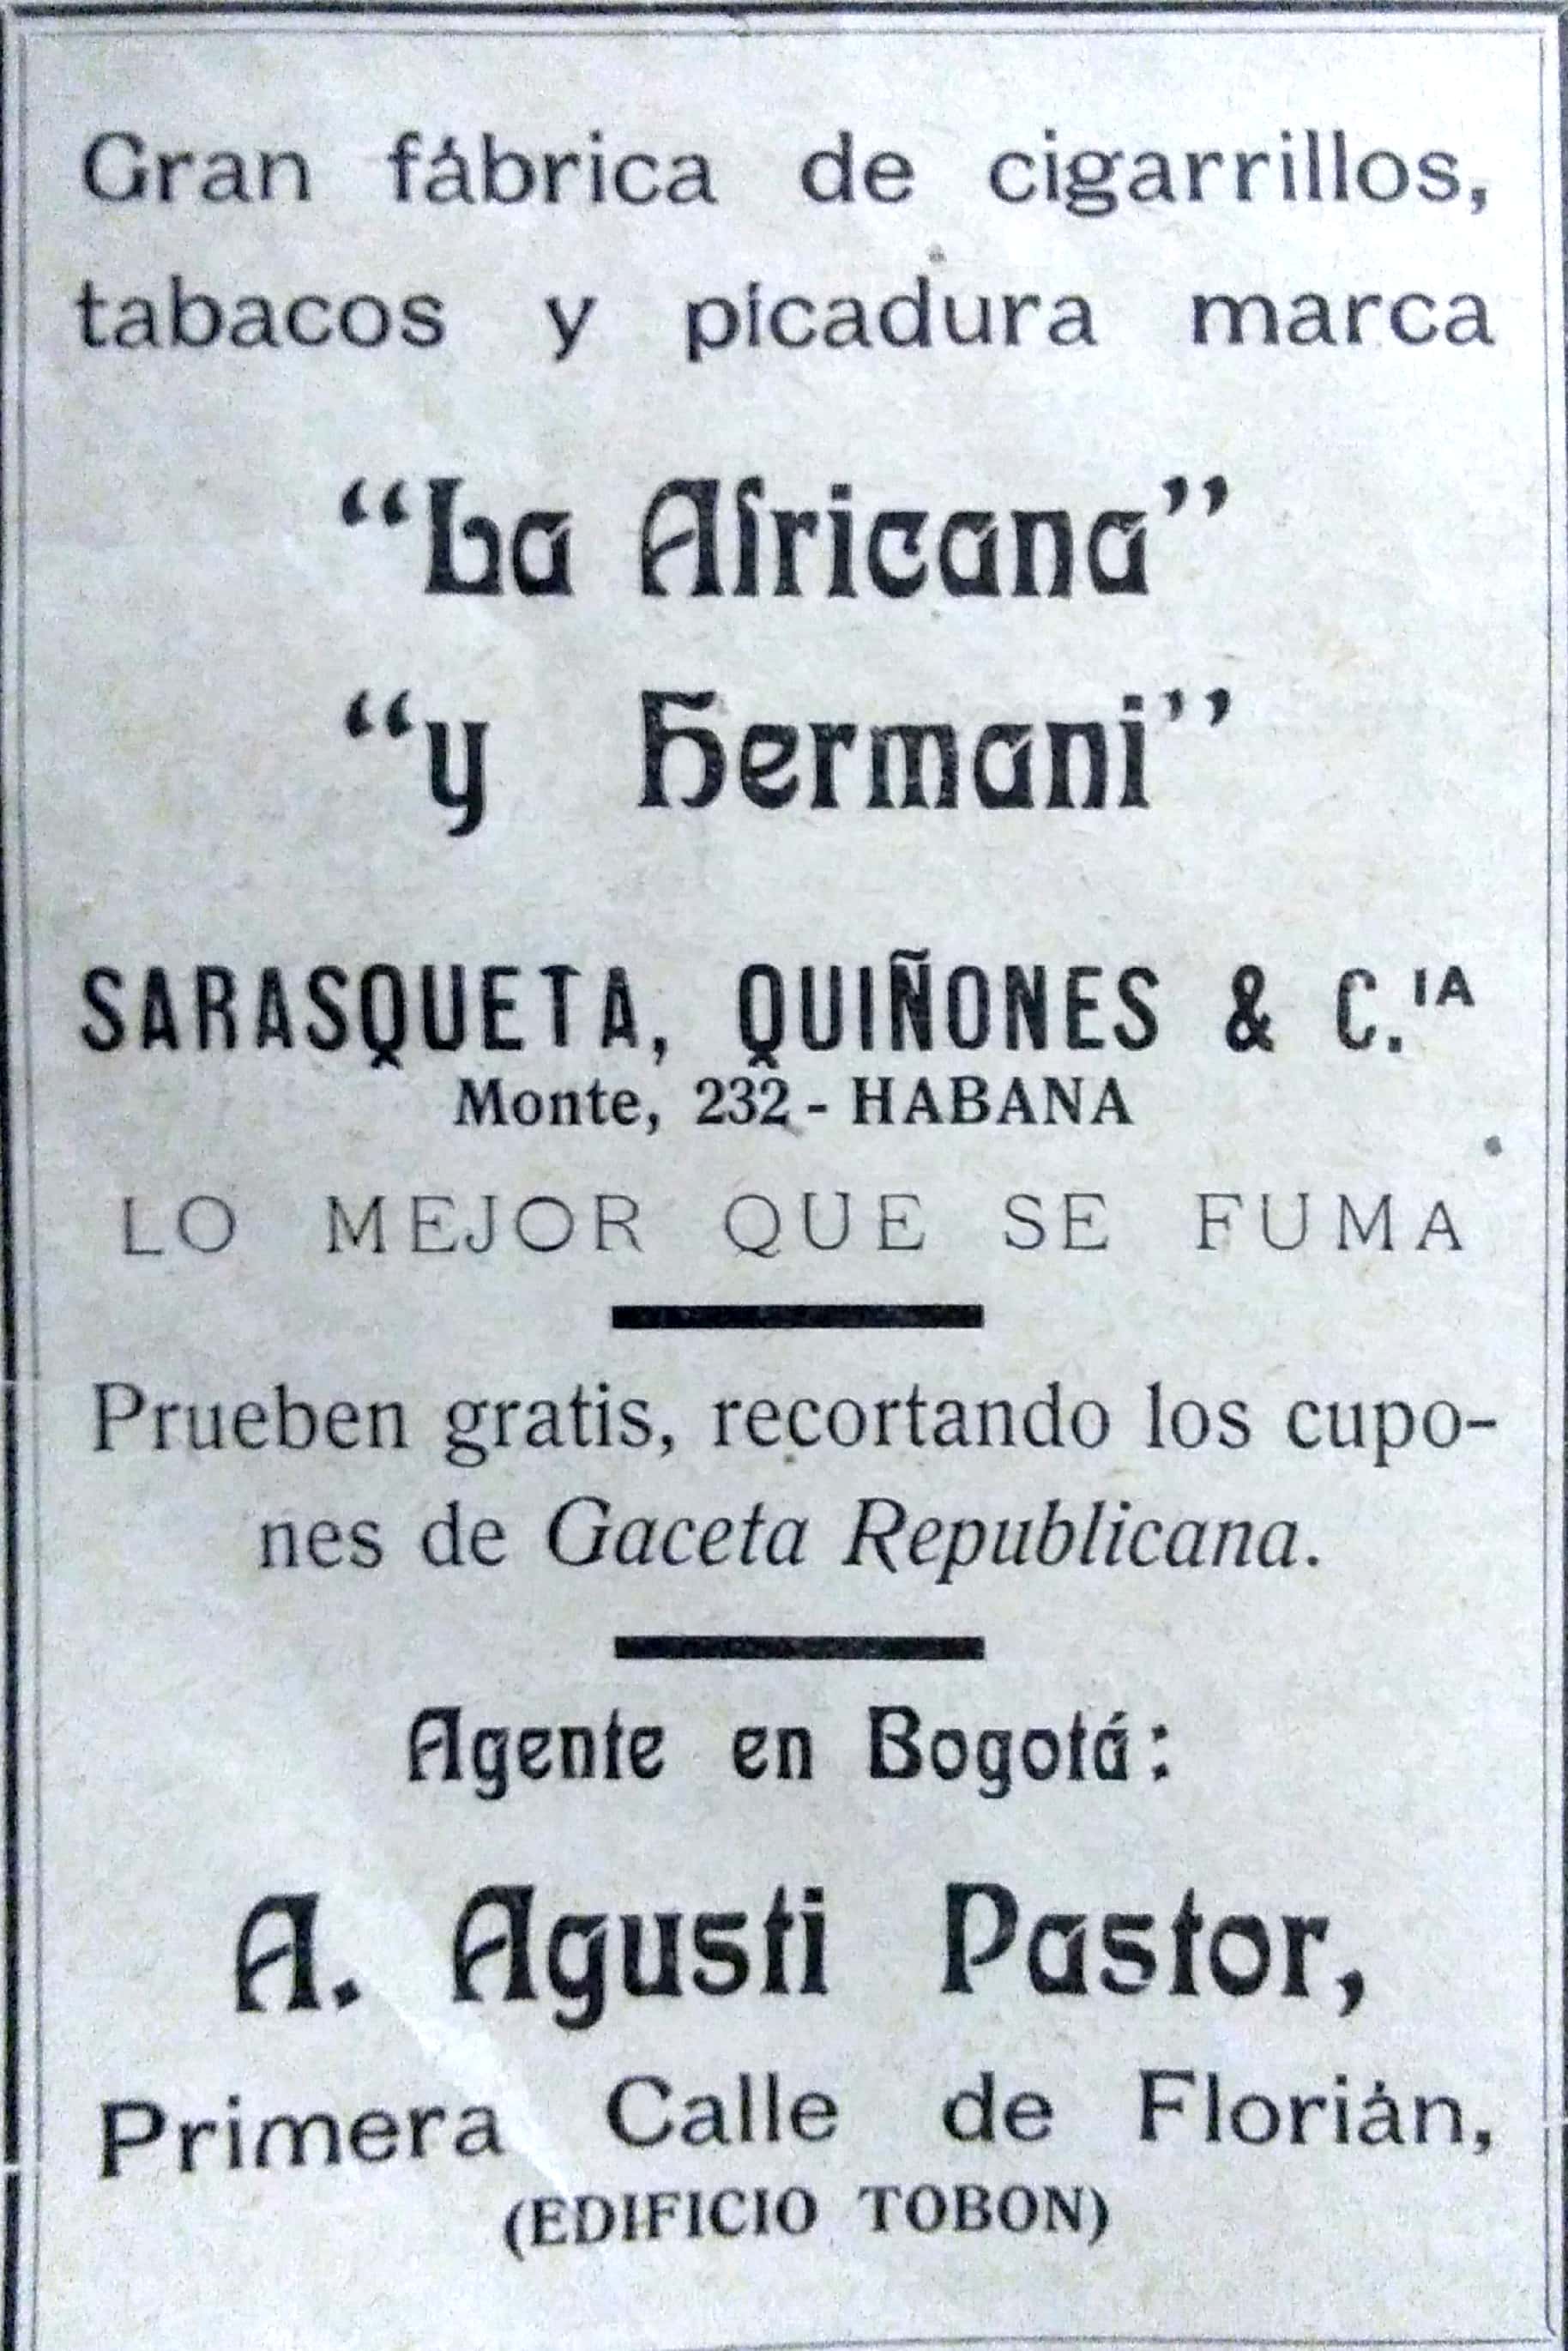 Gran fábrica de cigarrillos,
tabacos y picadura marca
“La Africana”
“y Hermani”
SARASQUETA, QUIÑONES & C.IA
Monte, 232 - HABANA
LO MEJOR QUE SE FUMA
Prueben gratis, recortando los cupo-
nes de Gaceta Republicana.
Agente en Bogotá:
A. Agusti Pastor,
Primera Calle de Florián,
(EDIFICIO TOBON)